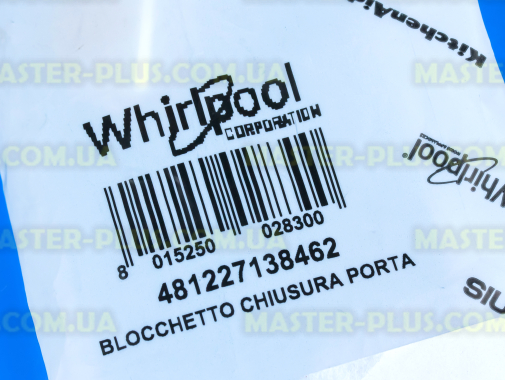 KitchenAid
Whirlpool
CORPORATION
Whirlpool
8 015250 028300
481227138462
BLOCCHETTO CHIUSURA PORTA
MASTER-PLUS.COM.UA